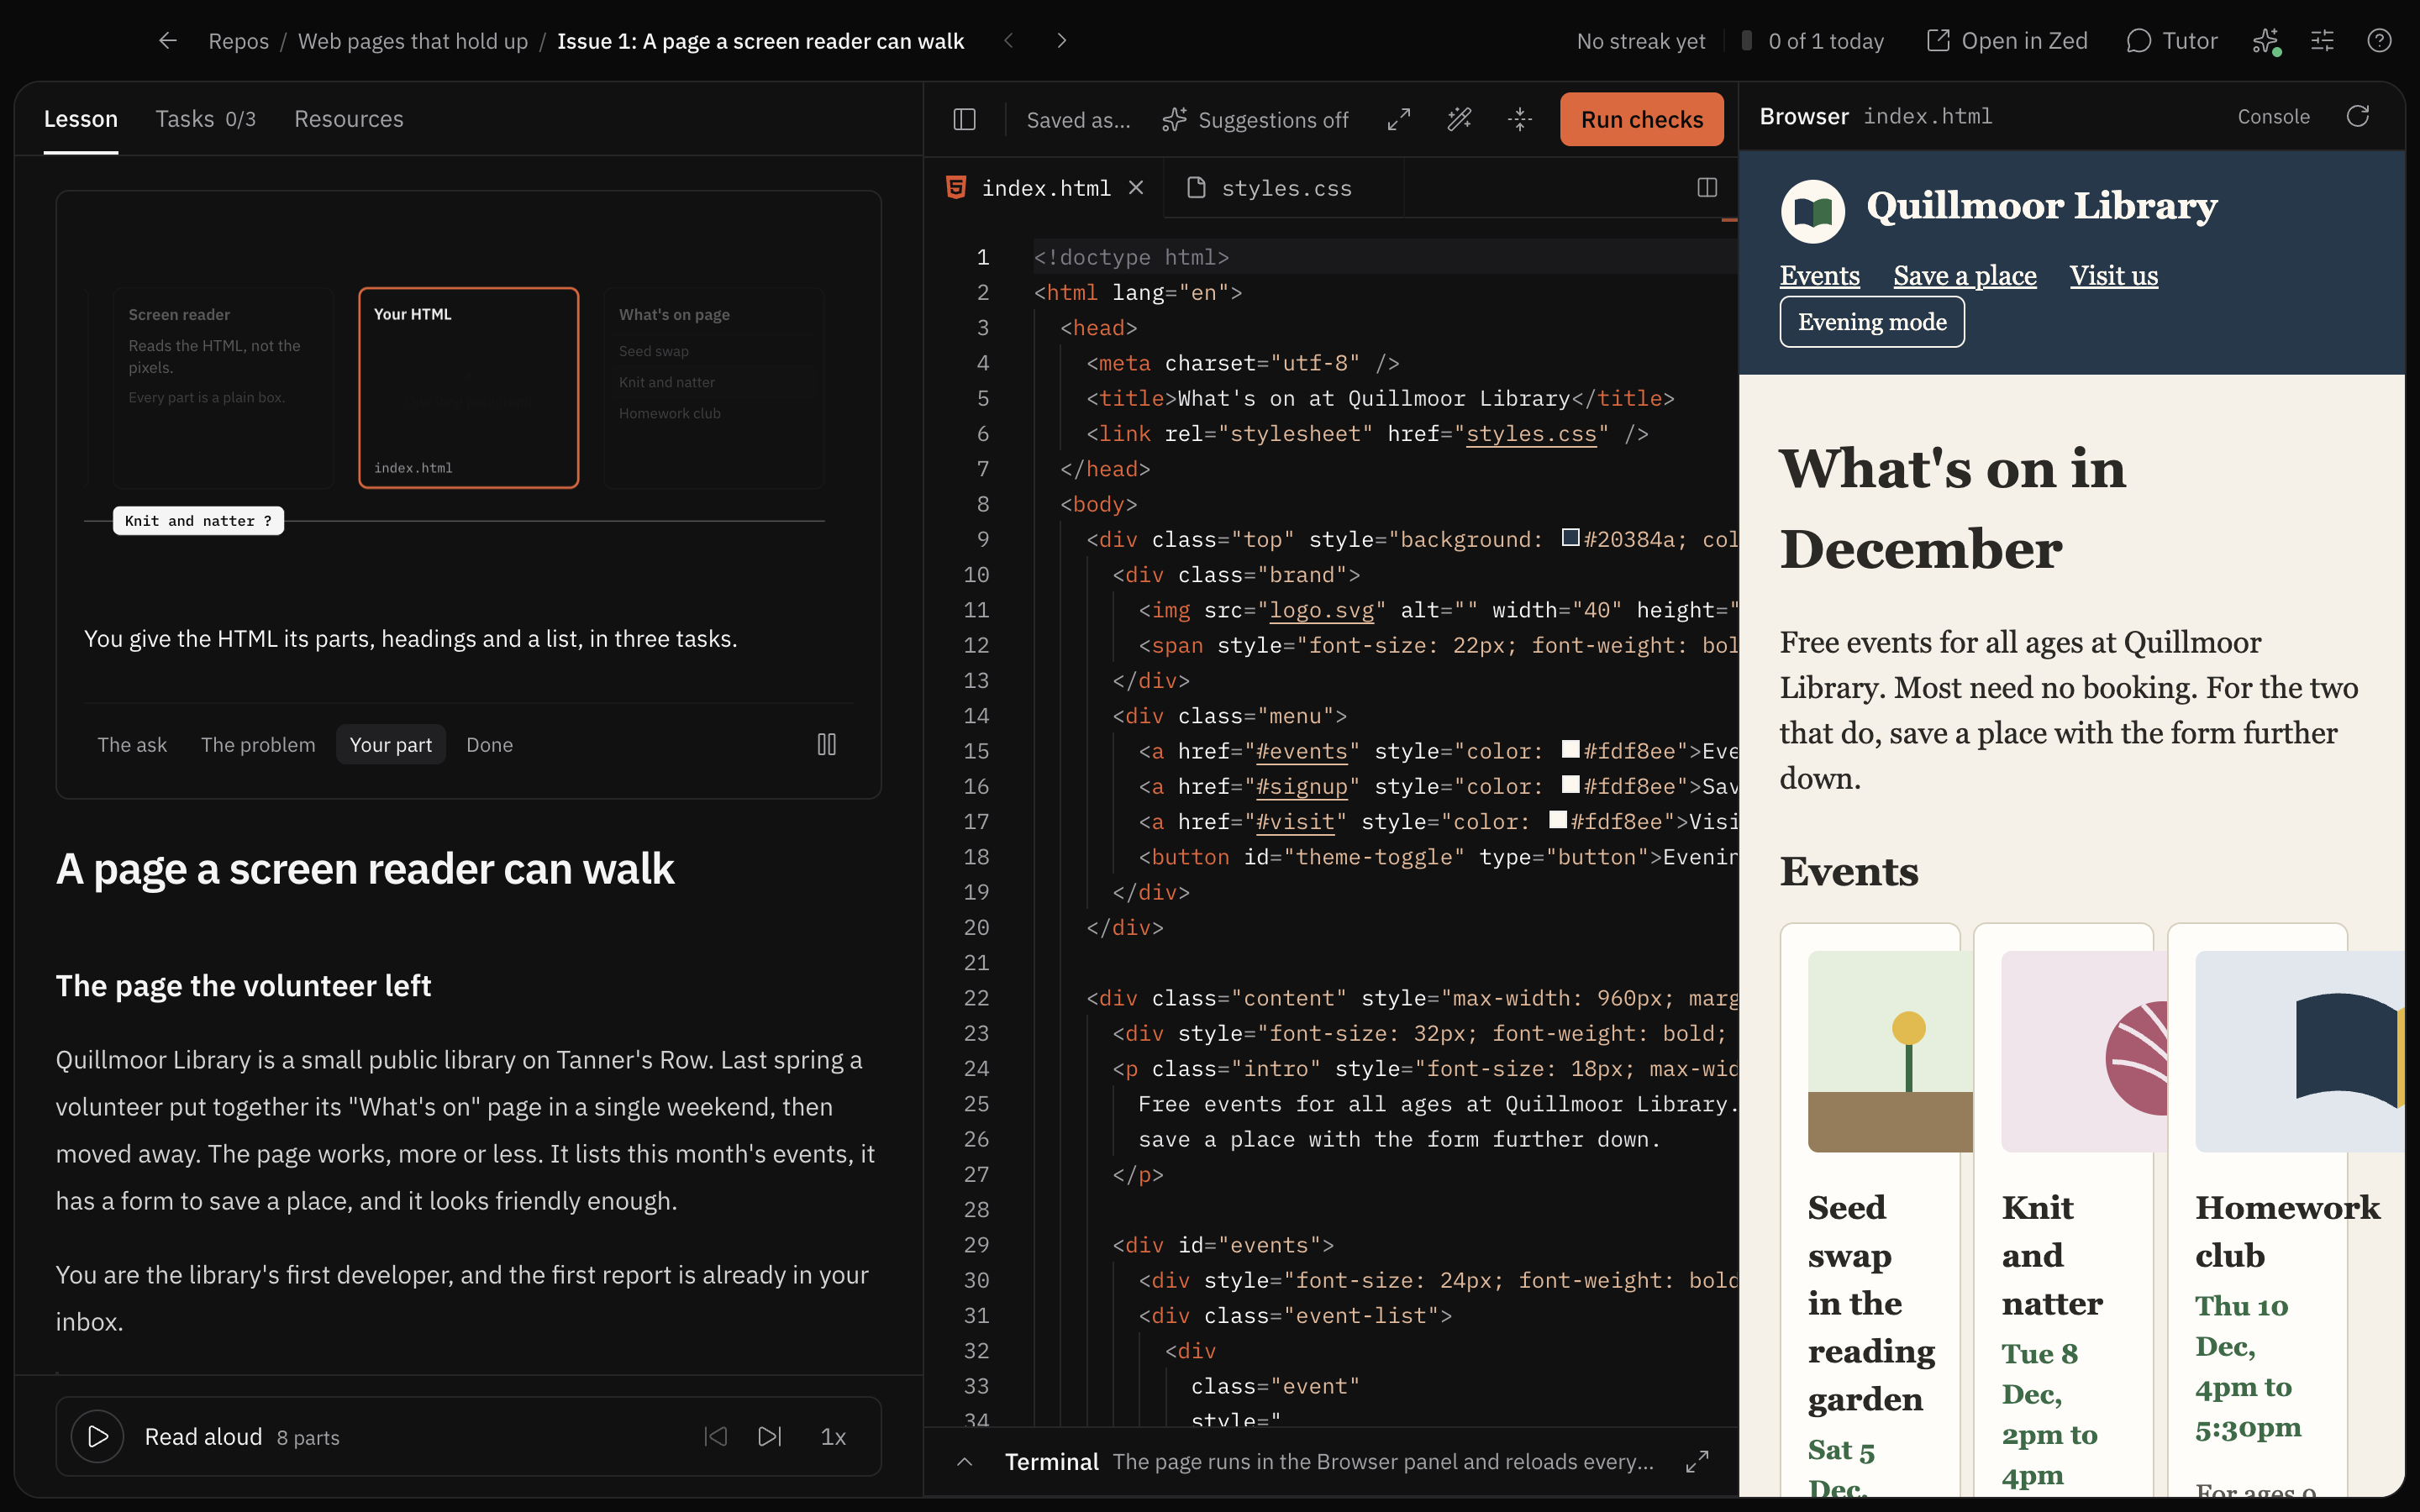 Repos / Web pages that hold up / Issue 1: A page a screen reader can walk
No streak yet
0 of 1 today
Open in Zed
Tutor
Lesson
Tasks 0/3
Resources
Screen reader
Reads the HTML, not the
pixels.
Every part is a plain box.
Your HTML
index.html
What's on page
Seed swap
Knit and natter
Homework club
Knit and natter ?
You give the HTML its parts, headings and a list, in three tasks.
The ask
The problem
Your part
Done
A page a screen reader can walk
The page the volunteer left
Quillmoor Library is a small public library on Tanner's Row. Last spring a
volunteer put together its "What's on" page in a single weekend, then
moved away. The page works, more or less. It lists this month's events, it
has a form to save a place, and it looks friendly enough.
You are the library's first developer, and the first report is already in your
inbox.
Read aloud 8 parts
1x
Saved as...
Suggestions off
Run checks
index.html
styles.css
1 <!doctype html>
2 <html lang="en">
3 <head>
4 <meta charset="utf-8" />
5 <title>What's on at Quillmoor Library</title>
6 <link rel="stylesheet" href="styles.css" />
7 </head>
8 <body>
9 <div class="top" style="background: #20384a; col
10 <div class="brand">
11 <img src="logo.svg" alt="" width="40" height="
12 <span style="font-size: 22px; font-weight: bol
13 </div>
14 <div class="menu">
15 <a href="#events" style="color: #fdf8ee">Eve
16 <a href="#signup" style="color: #fdf8ee">Sav
17 <a href="#visit" style="color: #fdf8ee">Visi
18 <button id="theme-toggle" type="button">Evenin
19 </div>
20 </div>
21
22 <div class="content" style="max-width: 960px; marg
23 <div style="font-size: 32px; font-weight: bold;
24 <p class="intro" style="font-size: 18px; max-wid
25 Free events for all ages at Quillmoor Library.
26 save a place with the form further down.
27 </p>
28
29 <div id="events">
30 <div style="font-size: 24px; font-weight: bold
31 <div class="event-list">
32 <div
33 class="event"
34 style="
Terminal The page runs in the Browser panel and reloads every...
Browser index.html
Console
Quillmoor Library
Events
Save a place
Visit us
Evening mode
What's on in
December
Free events for all ages at Quillmoor
Library. Most need no booking. For the two
that do, save a place with the form further
down.
Events
Seed
swap
in the
reading
garden
Sat 5
Dec,
Knit
and
natter
Tue 8
Dec,
2pm to
4pm
Homework
club
Thu 10
Dec,
4pm to
5:30pm
For ages 9